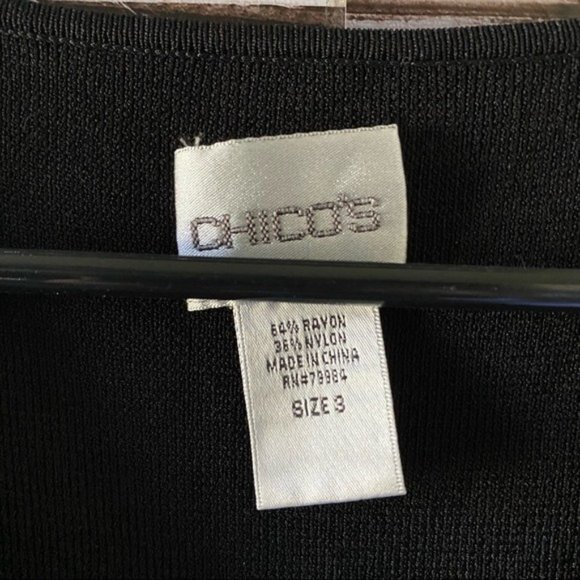 CHICO'S
64% RAYON
36% NYLON
MADE IN CHINA
RN#79984
SIZE 3